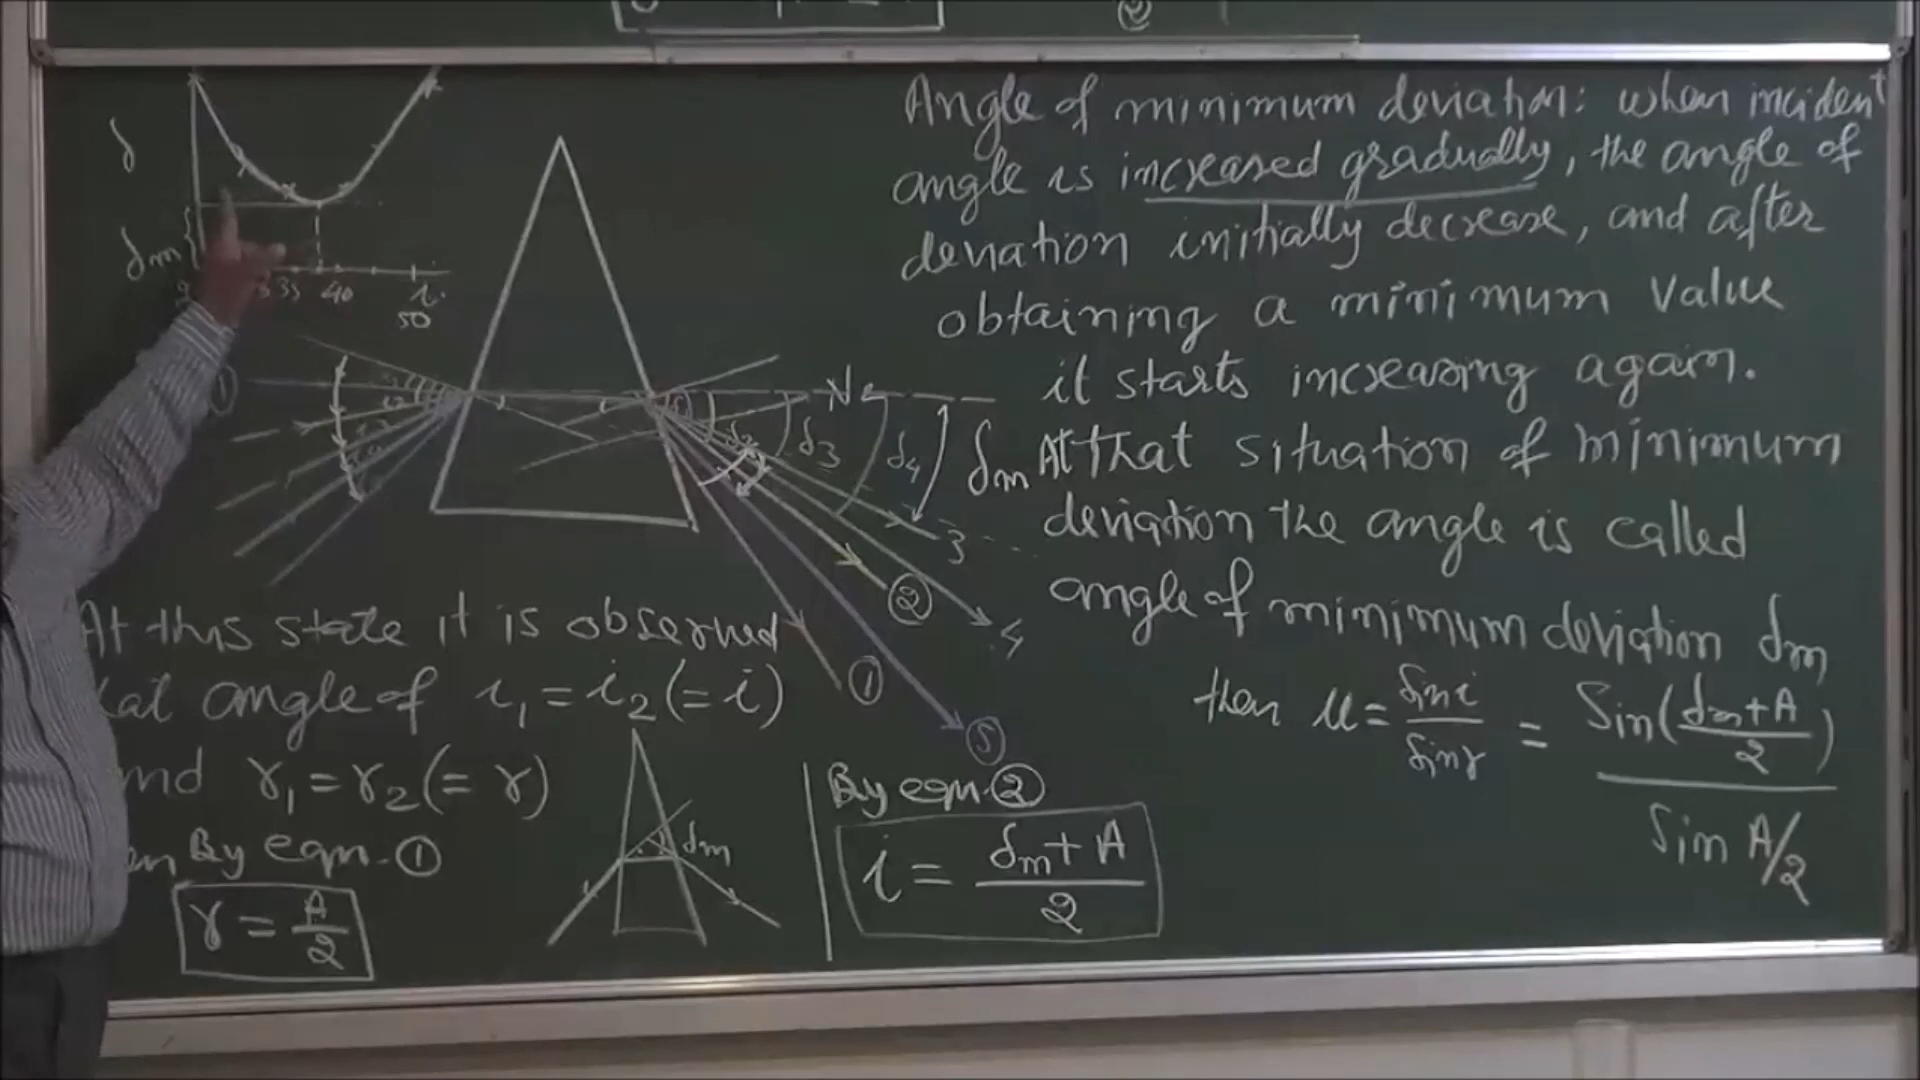 δ
δm
35 40 i
50
①
N
δ3
δ4
δm
3
②
4
①
⑤
Angle of minimum deviation: when incident
angle is increased gradually, the angle of
deviation initially decrease, and after
obtaining a minimum value
it starts increasing again.
At that situation of minimum
deviation the angle is called
angle of minimum deviation δm
then μ = sin i / sin r = Sin((δm + A)/2) / Sin A/2
At this state it is observed
angle of i₁ = i₂ (= i)
r₁ = r₂ (= r)
By eqn-①
r = A/2
δm
By eqn-②
i = (δm + A)/2